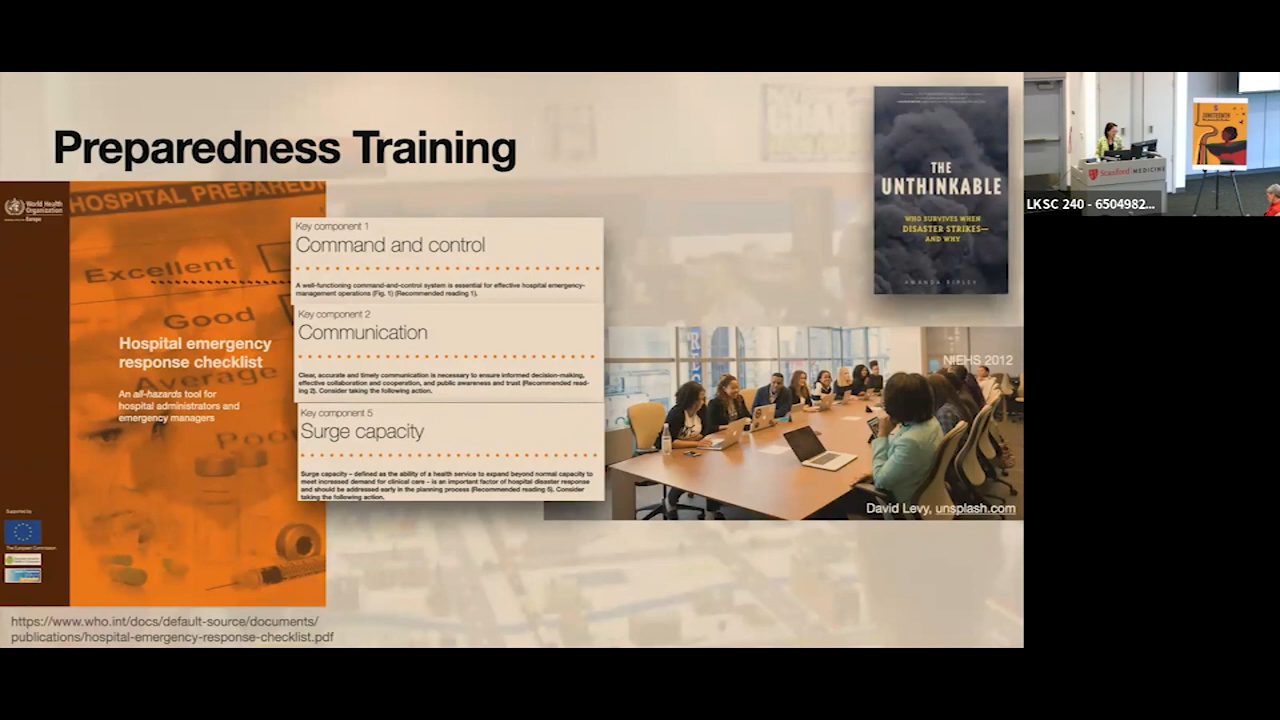 Preparedness Training
World Health
Organization
Europe
HOSPITAL PREPARED
Excellent
Good
Average
Poor
Hospital emergency
response checklist
An all-hazards tool for
hospital administrators and
emergency managers
Supported by
The European Commission
Key component 1
Command and control
A well-functioning command-and-control system is essential for effective hospital emergency-
management operations (Fig. 1) (Recommended reading 1).
Key component 2
Communication
Clear, accurate and timely communication is necessary to ensure informed decision-making,
effective collaboration and cooperation, and public awareness and trust (Recommended read-
ing 2). Consider taking the following action.
Key component 5
Surge capacity
Surge capacity – defined as the ability of a health service to expand beyond normal capacity to
meet increased demand for clinical care – is an important factor of hospital disaster response
and should be addressed early in the planning process (Recommended reading 5). Consider
taking the following action.
https://www.who.int/docs/default-source/documents/
publications/hospital-emergency-response-checklist.pdf
THE
UNTHINKABLE
WHO SURVIVES WHEN
DISASTER STRIKES—
AND WHY
AMANDA RIPLEY
NIEHS 2012
David Levy, unsplash.com
JUNETEENTH
Stanford MEDICINE
LKSC 240 - 6504982...